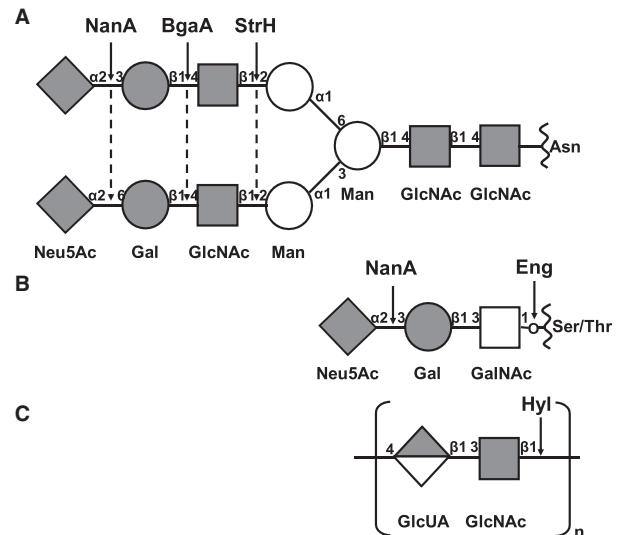 A
NanA BgaA StrH
α2 3 β1 4 β1 2
α1
6
β1 4 β1 4 Asn
3
Man GlcNAc GlcNAc
α1
α2 6 β1 4 β1 2
Neu5Ac Gal GlcNAc Man
B
NanA Eng
α2 3 β1 3 1 Ser/Thr
Neu5Ac Gal GalNAc
C
Hyl
4 β1 3 β1
GlcUA GlcNAc
n